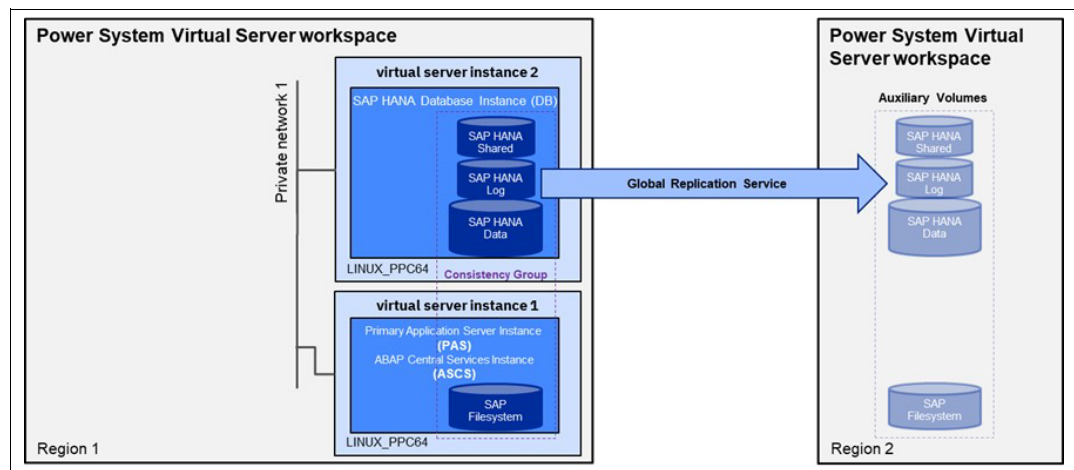 Power System Virtual Server workspace
Private network 1
virtual server instance 2
SAP HANA Database Instance (DB)
SAP HANA
Shared
SAP HANA
Log
SAP HANA
Data
LINUX_PPC64
Consistency Group
virtual server instance 1
Primary Application Server Instance
(PAS)
ABAP Central Services Instance
(ASCS)
SAP
Filesystem
LINUX_PPC64
Region 1
Global Replication Service
Power System Virtual
Server workspace
Auxiliary Volumes
SAP HANA
Shared
SAP HANA
Log
SAP HANA
Data
SAP
Filesystem
Region 2